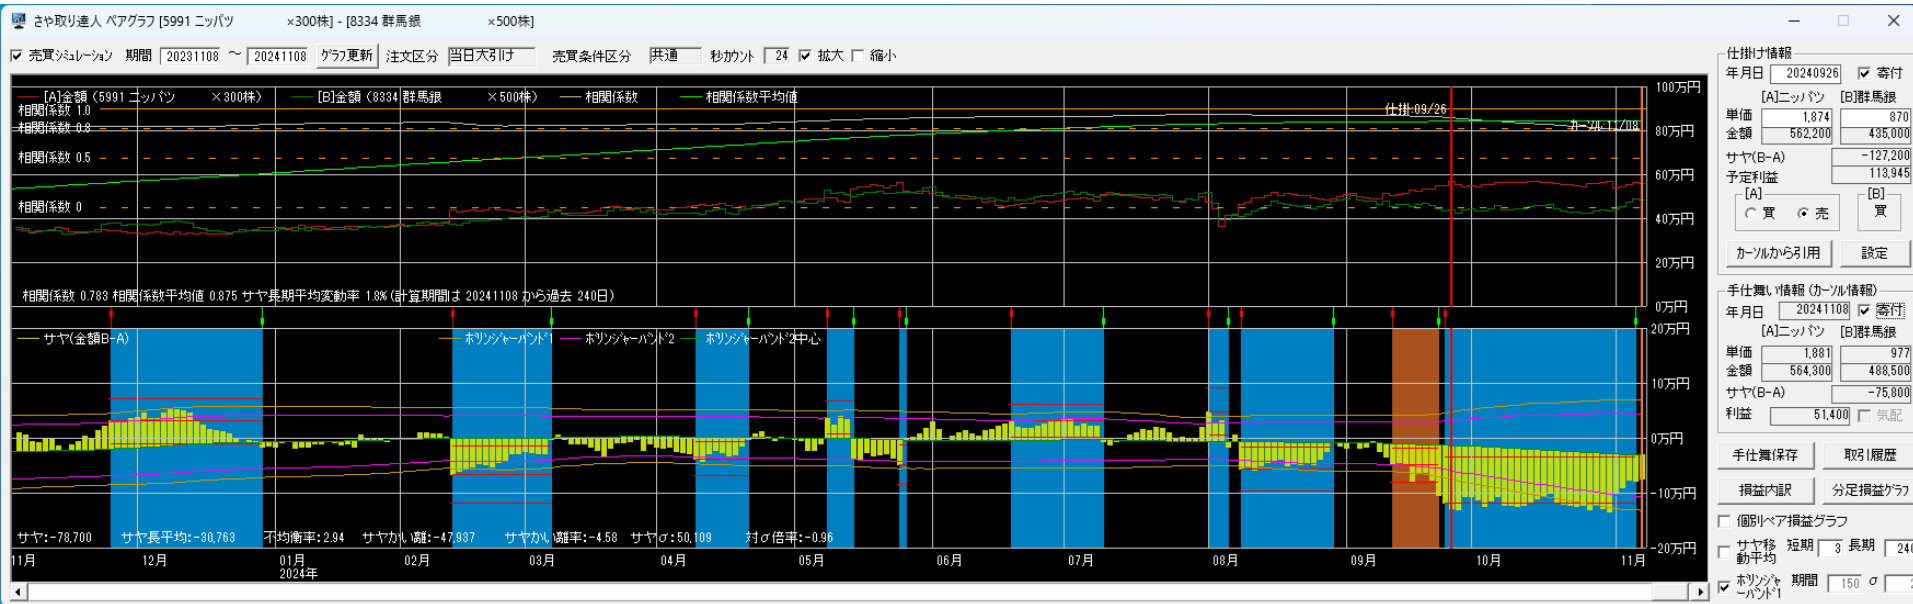 さや取り達人 ペアグラフ [5991 ニッパツ ×300株] - [8334 群馬銀 ×500株]
売買シミュレーション 期間 20231108 ～ 20241108 グラフ更新 注文区分 当日大引け 売買条件区分 共通 秒カウント 24 拡大 縮小
[A]金額 (5991 ニッパツ ×300株) [B]金額 (8334 群馬銀 ×500株) 相関係数 相関係数平均値
相関係数 1.0
相関係数 0.8
相関係数 0.5
相関係数 0
仕掛:09/26
カーソル:11/08
100万円
80万円
60万円
40万円
20万円
0万円
相関係数 0.783 相関係数平均値 0.875 サヤ長期平均変動率 1.8% (計算期間は 20241108 から過去 240日)
サヤ(金額B-A) ボリンジャーバンド1 ボリンジャーバンド2 ボリンジャーバンド2中心
20万円
10万円
0万円
-10万円
-20万円
サヤ:-78,700 サヤ長平均:-30,763 不均衡率:2.94 サヤかい離:-47,937 サヤかい離率:-4.58 サヤσ:50,109 対σ倍率:-0.96
11月 12月 01月 02月 03月 04月 05月 06月 07月 08月 09月 10月 11月
2024年
仕掛け情報
年月日 20240926 寄付
[A]ニッパツ [B]群馬銀
単価 1,874 870
金額 562,200 435,000
サヤ(B-A) -127,200
予定利益 113,945
[A] [B]
買 売 買
カーソルから引用 設定
手仕舞い情報 (カーソル情報)
年月日 20241108 寄付
[A]ニッパツ [B]群馬銀
単価 1,881 977
金額 564,300 488,500
サヤ(B-A) -75,800
利益 51,400 気配
手仕舞保存 取引履歴
損益内訳 分足損益グラフ
個別ペア損益グラフ
サヤ移動平均 短期 3 長期 240
ボリンジャーバンド1 期間 150 σ 2